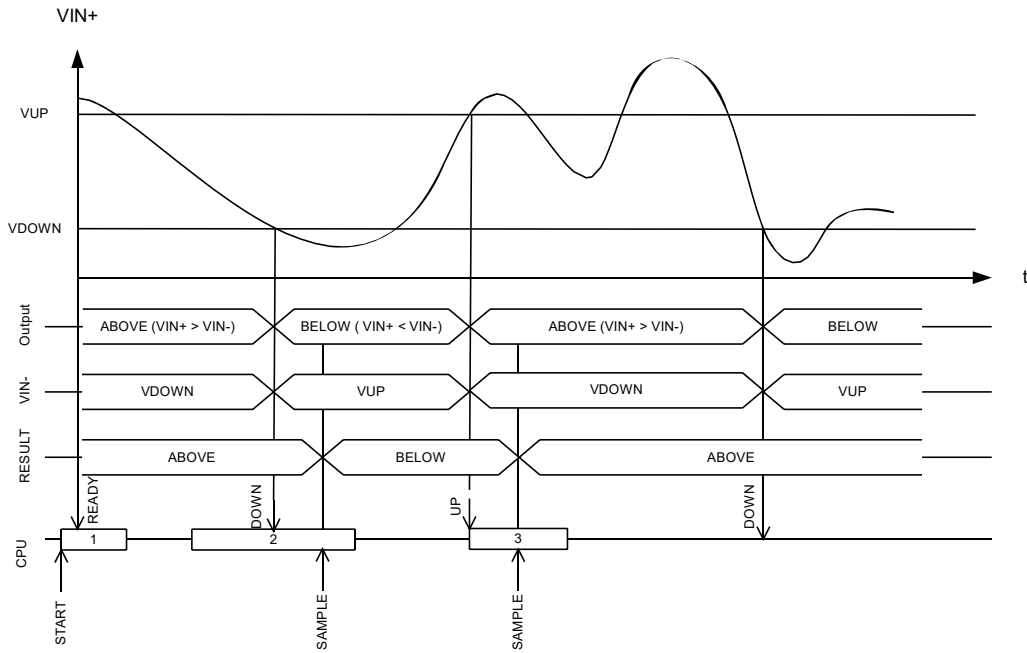 VIN+
VUP
VDOWN
t
Output
ABOVE (VIN+ > VIN-)
BELOW ( VIN+ < VIN-)
ABOVE (VIN+ > VIN-)
BELOW
VIN-
VDOWN
VUP
VDOWN
VUP
RESULT
ABOVE
BELOW
ABOVE
READY
DOWN
UP
DOWN
CPU
1
2
3
START
SAMPLE
SAMPLE